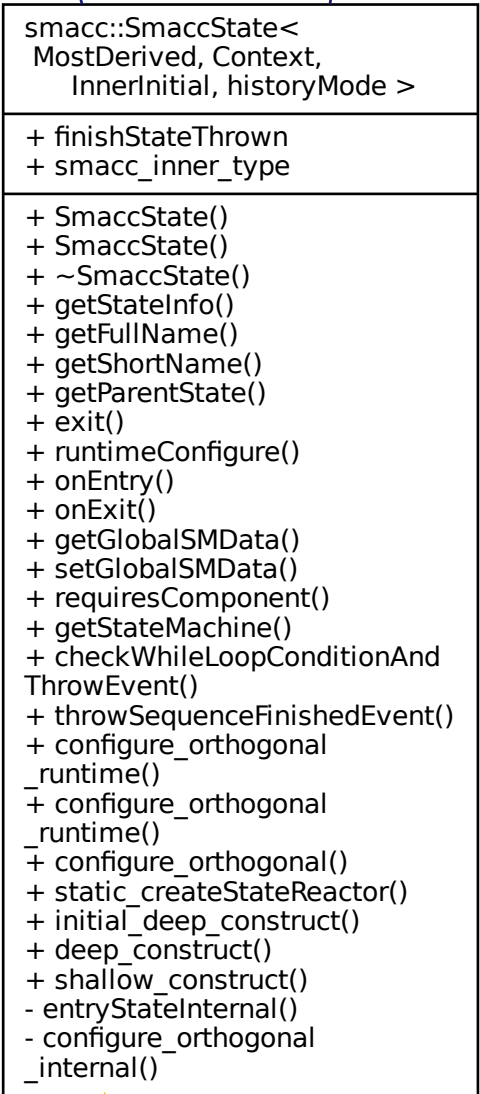 smacc::SmaccState<
MostDerived, Context,
InnerInitial, historyMode >
+ finishStateThrown
+ smacc_inner_type
+ SmaccState()
+ SmaccState()
+ ~SmaccState()
+ getStateInfo()
+ getFullName()
+ getShortName()
+ getParentState()
+ exit()
+ runtimeConfigure()
+ onEntry()
+ onExit()
+ getGlobalSMData()
+ setGlobalSMData()
+ requiresComponent()
+ getStateMachine()
+ checkWhileLoopConditionAnd
ThrowEvent()
+ throwSequenceFinishedEvent()
+ configure_orthogonal
_runtime()
+ configure_orthogonal
_runtime()
+ configure_orthogonal()
+ static_createStateReactor()
+ initial_deep_construct()
+ deep_construct()
+ shallow_construct()
- entryStateInternal()
- configure_orthogonal
_internal()